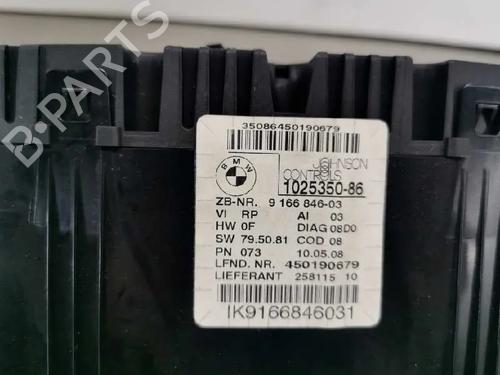 B-PARTS
35086450190679
BMW
JOHNSON
CONTROLS
1025350-86
ZB-NR. 9 166 846-03
VI RP AI 03
HW 0F DIAG 08D0
SW 79.50.81 COD 08
PN 073 10.05.08
LFND. NR. 450190679
LIEFERANT 258115 10
IK9166846031